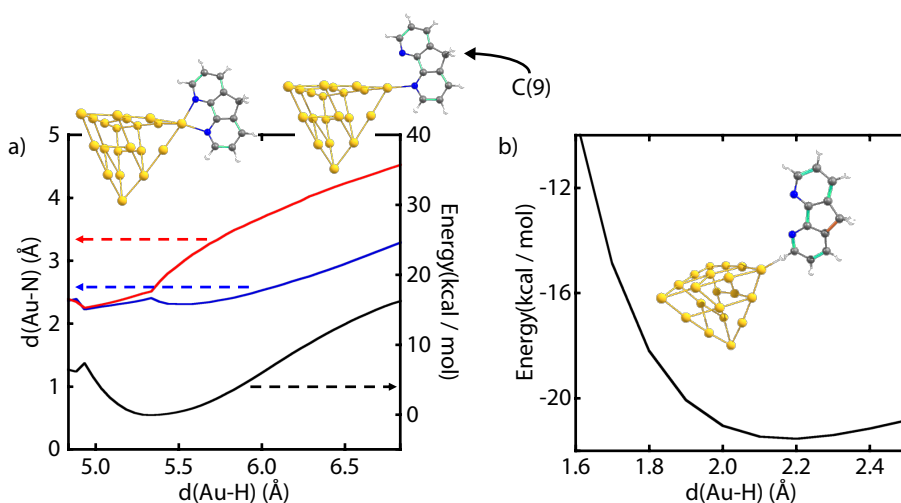 C(9)
a)
5
4
3
2
1
0
d(Au-N) (Å)
40
30
20
10
0
Energy(kcal / mol)
5.0 5.5 6.0 6.5
d(Au-H) (Å)
b)
-11
-16
-21
Energy(kcal / mol)
1.6 1.8 2.0 2.2 2.4
d(Au-H) (Å)